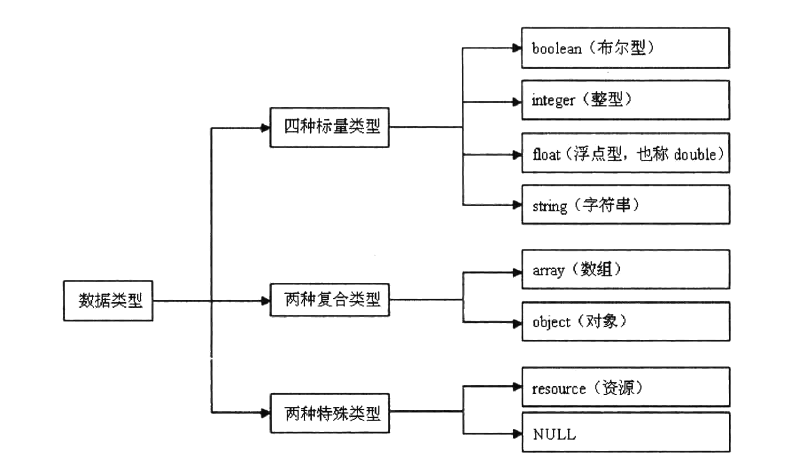 数据类型
四种标量类型
boolean（布尔型）
integer（整型）
float（浮点型，也称 double）
string（字符串）
两种复合类型
array（数组）
object（对象）
两种特殊类型
resource（资源）
NULL